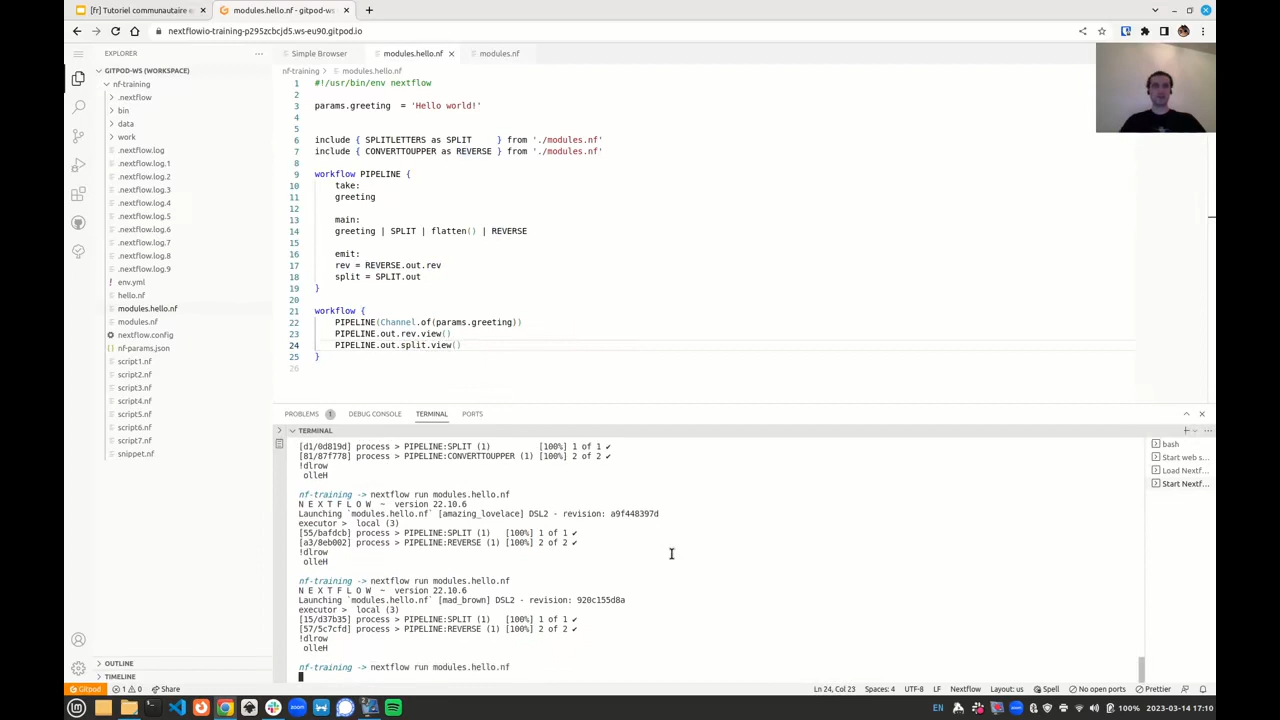 [fr] Tutoriel communautaire e
modules.hello.nf - gitpod-ws
nextflowio-training-p295zcbcjd5.ws-eu90.gitpod.io
EXPLORER
GITPOD-WS (WORKSPACE)
nf-training
.nextflow
bin
data
work
.nextflow.log
.nextflow.log.1
.nextflow.log.2
.nextflow.log.3
.nextflow.log.4
.nextflow.log.5
.nextflow.log.6
.nextflow.log.7
.nextflow.log.8
.nextflow.log.9
env.yml
hello.nf
modules.hello.nf
modules.nf
nextflow.config
nf-params.json
script1.nf
script2.nf
script3.nf
script4.nf
script5.nf
script6.nf
script7.nf
snippet.nf
OUTLINE
TIMELINE
Simple Browser
modules.hello.nf
modules.nf
nf-training > modules.hello.nf
1 #!/usr/bin/env nextflow
2
3 params.greeting  = 'Hello world!'
4
5
6 include { SPLITLETTERS as SPLIT     } from './modules.nf'
7 include { CONVERTTOUPPER as REVERSE } from './modules.nf'
8
9 workflow PIPELINE {
10     take:
11     greeting
12
13     main:
14     greeting | SPLIT | flatten() | REVERSE
15
16     emit:
17     rev = REVERSE.out.rev
18     split = SPLIT.out
19 }
20
21 workflow {
22     PIPELINE(Channel.of(params.greeting))
23     PIPELINE.out.rev.view()
24     PIPELINE.out.split.view()
25 }
26
PROBLEMS 1 DEBUG CONSOLE TERMINAL PORTS
TERMINAL
[d1/0d819d] process > PIPELINE:SPLIT (1)          [100%] 1 of 1 ✔
[81/87f778] process > PIPELINE:CONVERTTOUPPER (1) [100%] 2 of 2 ✔
!dlrow
 olleH
nf-training -> nextflow run modules.hello.nf
N E X T F L O W  ~  version 22.10.6
Launching `modules.hello.nf` [amazing_lovelace] DSL2 - revision: a9f448397d
executor >  local (3)
[55/bafdcb] process > PIPELINE:SPLIT (1)   [100%] 1 of 1 ✔
[a3/8eb002] process > PIPELINE:REVERSE (1) [100%] 2 of 2 ✔
!dlrow
 olleH
nf-training -> nextflow run modules.hello.nf
N E X T F L O W  ~  version 22.10.6
Launching `modules.hello.nf` [mad_brown] DSL2 - revision: 920c155d8a
executor >  local (3)
[15/d37b35] process > PIPELINE:SPLIT (1)   [100%] 1 of 1 ✔
[57/5c7cfd] process > PIPELINE:REVERSE (1) [100%] 2 of 2 ✔
!dlrow
 olleH
nf-training -> nextflow run modules.hello.nf
bash
Start web s...
Load Nextf...
Start Nextf...
Gitpod 1 0 Share
Ln 24, Col 23 Spaces: 4 UTF-8 LF Nextflow Layout: us Spell No open ports Prettier
EN 100% 2023-03-14 17:10